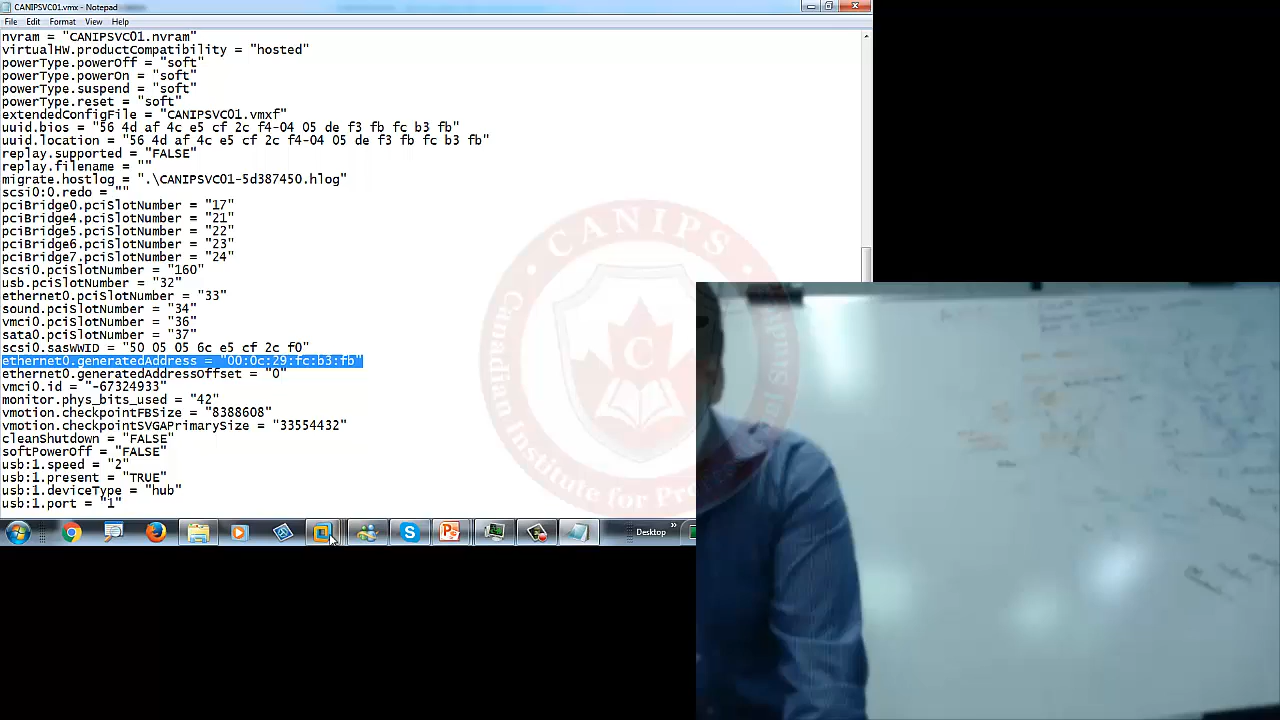 CANIPSVC01.vmx - Notepad
File Edit Format View Help
nvram = "CANIPSVC01.nvram"
virtualHW.productCompatibility = "hosted"
powerType.powerOff = "soft"
powerType.powerOn = "soft"
powerType.suspend = "soft"
powerType.reset = "soft"
extendedConfigFile = "CANIPSVC01.vmxf"
uuid.bios = "56 4d af 4c e5 cf 2c f4-04 05 de f3 fb fc b3 fb"
uuid.location = "56 4d af 4c e5 cf 2c f4-04 05 de f3 fb fc b3 fb"
replay.supported = "FALSE"
replay.filename = ""
migrate.hostlog = ".\CANIPSVC01-5d387450.hlog"
scsi0:0.redo = ""
pciBridge0.pciSlotNumber = "17"
pciBridge4.pciSlotNumber = "21"
pciBridge5.pciSlotNumber = "22"
pciBridge6.pciSlotNumber = "23"
pciBridge7.pciSlotNumber = "24"
scsi0.pciSlotNumber = "160"
usb.pciSlotNumber = "32"
ethernet0.pciSlotNumber = "33"
sound.pciSlotNumber = "34"
vmci0.pciSlotNumber = "36"
sata0.pciSlotNumber = "37"
scsi0.sasWWID = "50 05 05 6c e5 cf 2c f0"
ethernet0.generatedAddress = "00:0c:29:fc:b3:fb"
ethernet0.generatedAddressOffset = "0"
vmci0.id = "-67324933"
monitor.phys_bits_used = "42"
vmotion.checkpointFBSize = "8388608"
vmotion.checkpointSVGAPrimarySize = "33554432"
cleanShutdown = "FALSE"
softPowerOff = "FALSE"
usb:1.speed = "2"
usb:1.present = "TRUE"
usb:1.deviceType = "hub"
usb:1.port = "1"
Desktop
CANIPS
Canadian Institute for
C